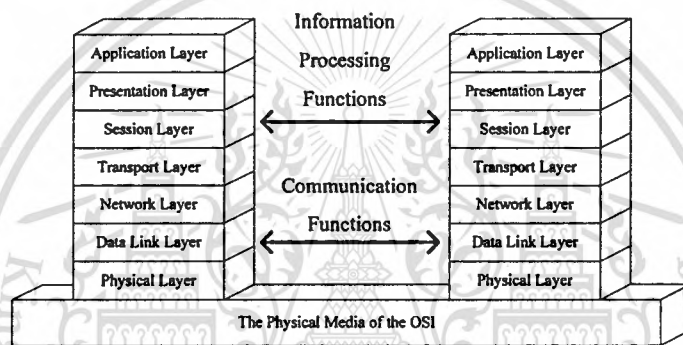 Information
Processing
Functions
Application Layer
Presentation Layer
Session Layer
Transport Layer
Network Layer
Data Link Layer
Physical Layer
Communication
Functions
Application Layer
Presentation Layer
Session Layer
Transport Layer
Network Layer
Data Link Layer
Physical Layer
The Physical Media of the OSI